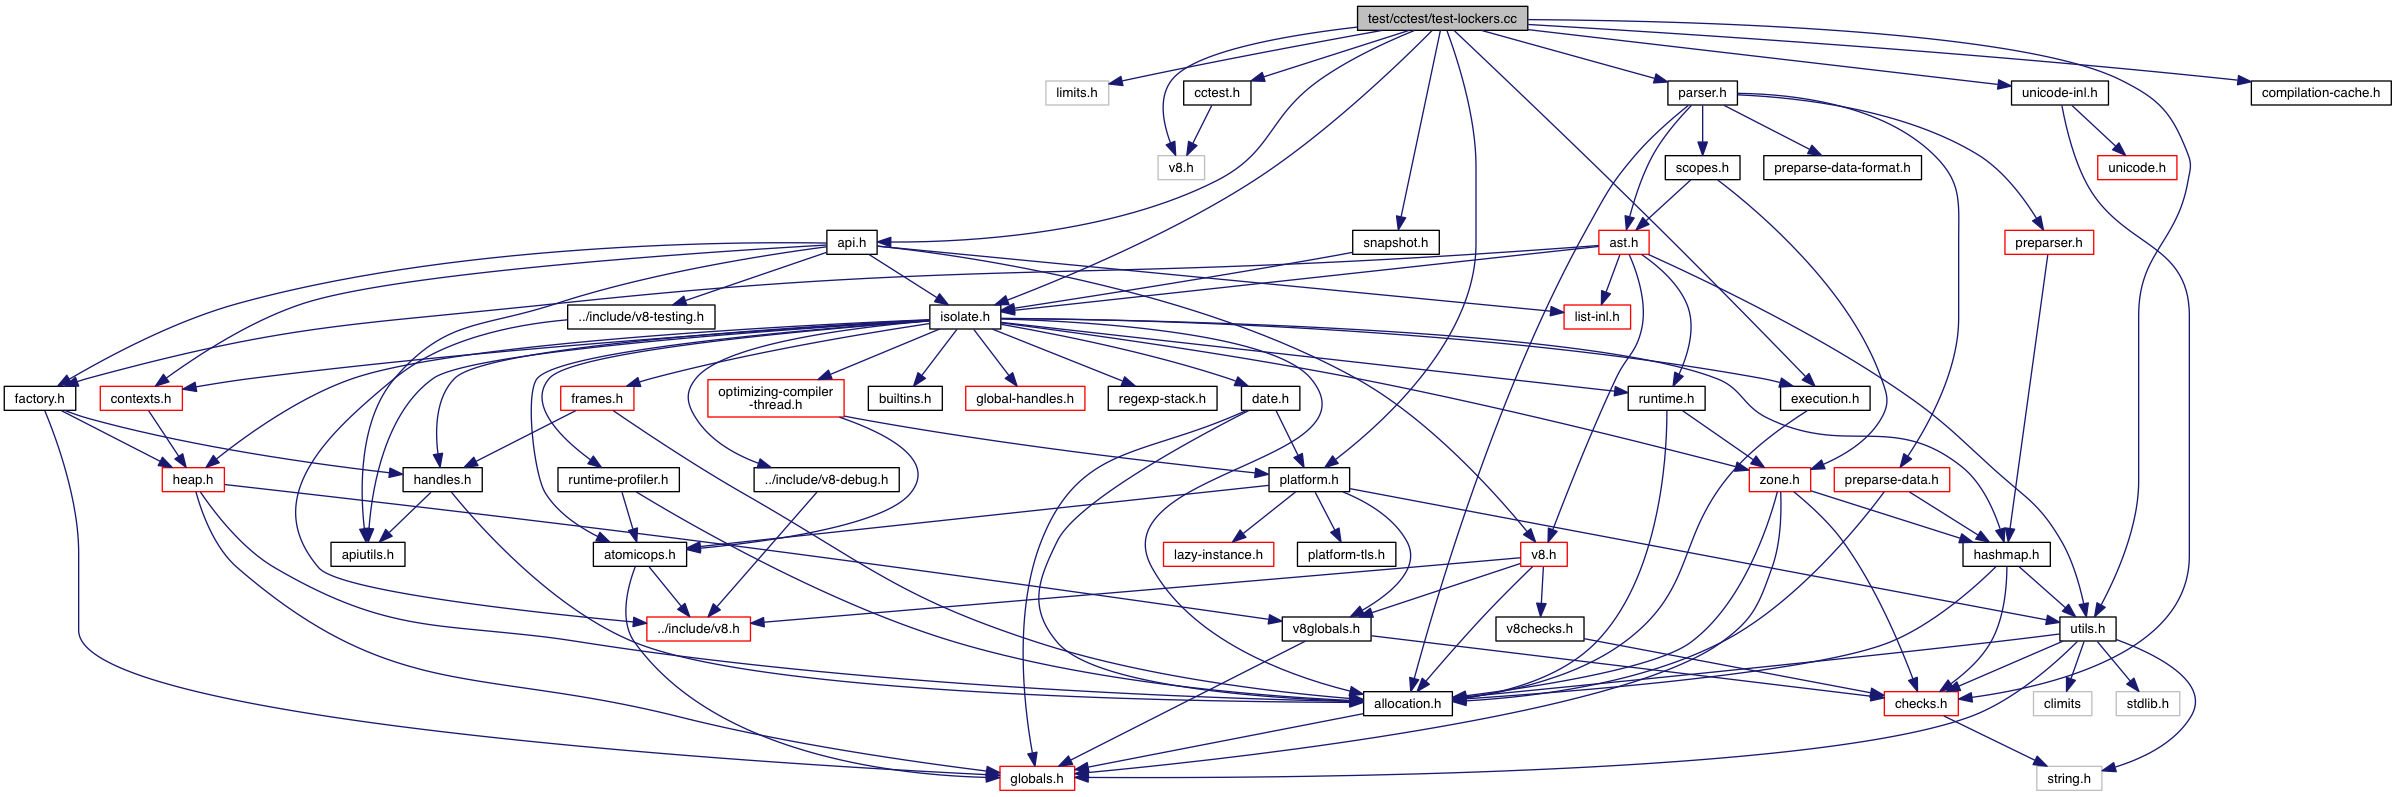 test/cctest/test-lockers.cc
limits.h
cctest.h
parser.h
unicode-inl.h
compilation-cache.h
v8.h
scopes.h
preparse-data-format.h
unicode.h
api.h
snapshot.h
ast.h
preparser.h
../include/v8-testing.h
isolate.h
list-inl.h
factory.h
contexts.h
frames.h
optimizing-compiler
-thread.h
builtins.h
global-handles.h
regexp-stack.h
date.h
runtime.h
execution.h
heap.h
handles.h
runtime-profiler.h
../include/v8-debug.h
platform.h
zone.h
preparse-data.h
apiutils.h
atomicops.h
lazy-instance.h
platform-tls.h
v8.h
hashmap.h
../include/v8.h
v8globals.h
v8checks.h
utils.h
allocation.h
checks.h
climits
stdlib.h
globals.h
string.h